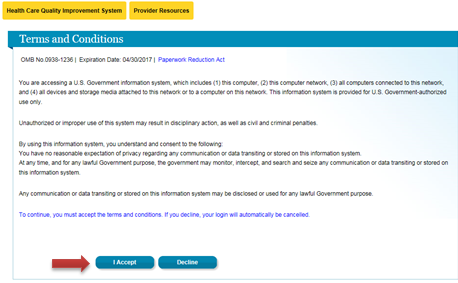 Health Care Quality Improvement System
Provider Resources
Terms and Conditions
OMB No.0938-1236 | Expiration Date: 04/30/2017 | Paperwork Reduction Act
You are accessing a U.S. Government information system, which includes (1) this computer, (2) this computer network, (3) all computers connected to this network,
and (4) all devices and storage media attached to this network or to a computer on this network. This information system is provided for U.S. Government-authorized
use only.
Unauthorized or improper use of this system may result in disciplinary action, as well as civil and criminal penalties.
By using this information system, you understand and consent to the following:
You have no reasonable expectation of privacy regarding any communication or data transiting or stored on this information system.
At any time, and for any lawful Government purpose, the government may monitor, intercept, and search and seize any communication or data transiting or stored on
this information system.
Any communication or data transiting or stored on this information system may be disclosed or used for any lawful Government purpose.
To continue, you must accept the terms and conditions. If you decline, your login will automatically be cancelled.
I Accept
Decline